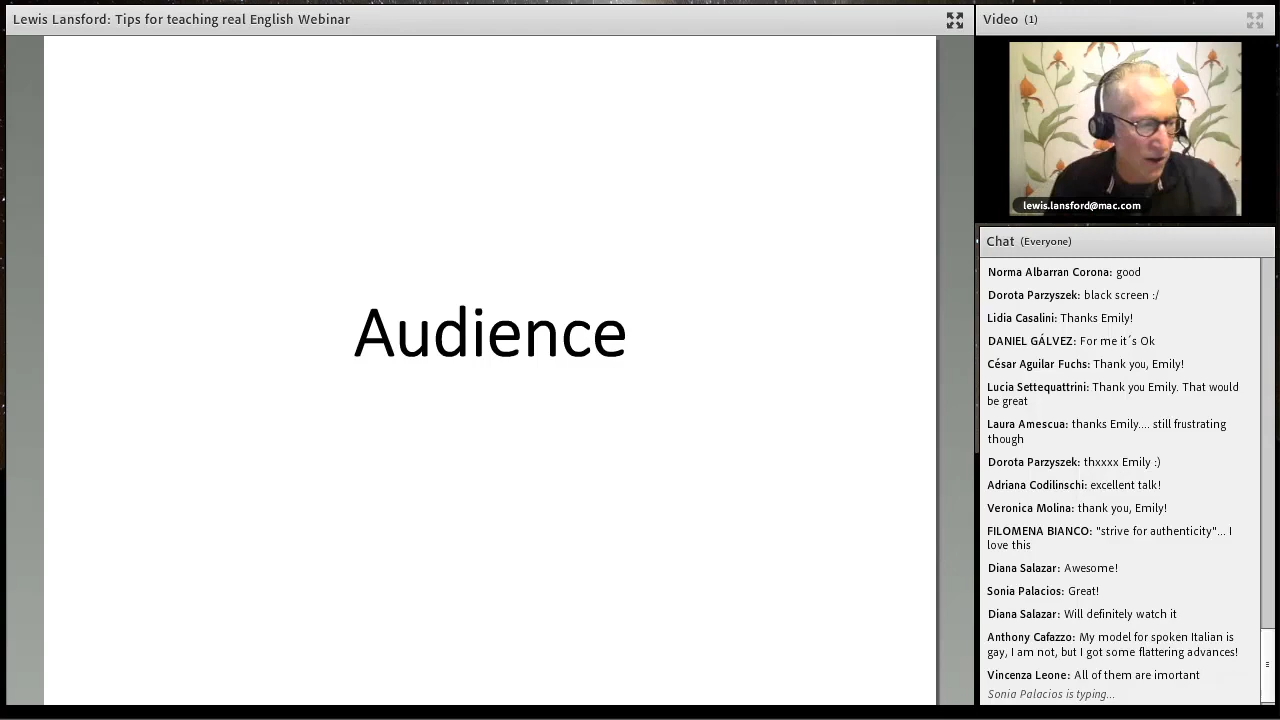 Lewis Lansford: Tips for teaching real English Webinar
Audience
Video (1)
lewis.lansford@mac.com
Chat (Everyone)
Norma Albarran Corona: good
Dorota Parzyszek: black screen :/
Lidia Casalini: Thanks Emily!
DANIEL GÁLVEZ: For me it´s Ok
César Aguilar Fuchs: Thank you, Emily!
Lucia Settequattrini: Thank you Emily. That would
be great
Laura Amescua: thanks Emily.... still frustrating
though
Dorota Parzyszek: thxxxx Emily :)
Adriana Codilinschi: excellent talk!
Veronica Molina: thank you, Emily!
FILOMENA BIANCO: "strive for authenticity"... I
love this
Diana Salazar: Awesome!
Sonia Palacios: Great!
Diana Salazar: Will definitely watch it
Anthony Cafazzo: My model for spoken Italian is
gay, I am not, but I got some flattering advances!
Vincenza Leone: All of them are imortant
Sonia Palacios is typing...